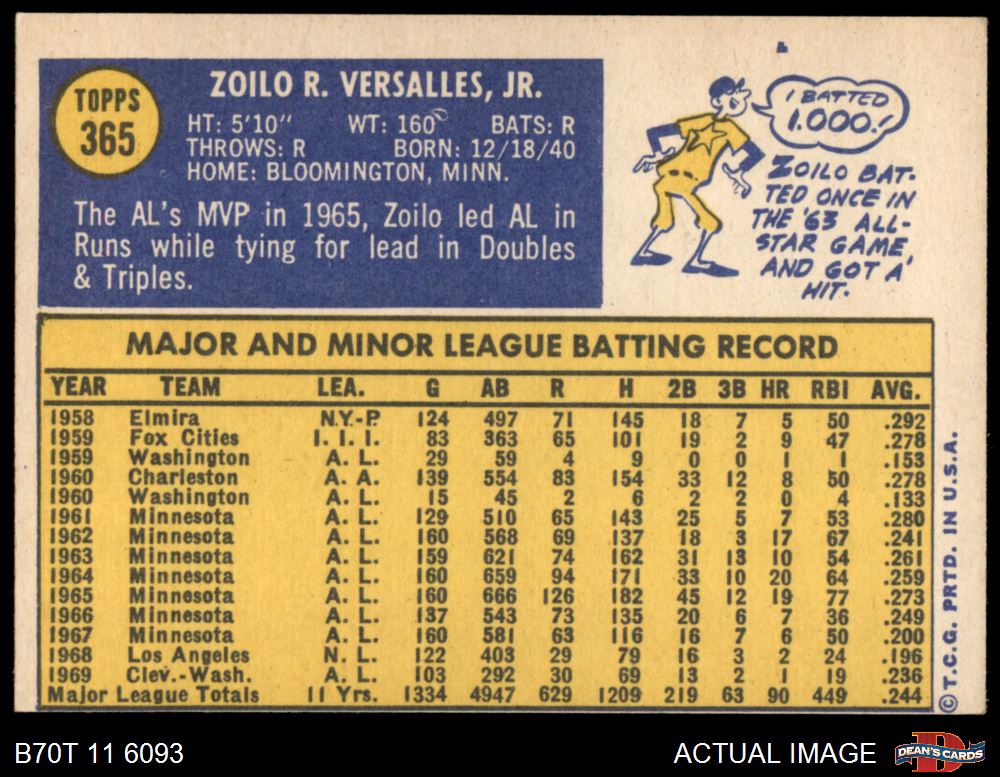 TOPPS
365
ZOILO R. VERSALLES, JR.
HT: 5'10" WT: 160 BATS: R
THROWS: R BORN: 12/18/40
HOME: BLOOMINGTON, MINN.
The AL's MVP in 1965, Zoilo led AL in
Runs while tying for lead in Doubles
& Triples.
I BATTED
1.000!
ZOILO BAT-
TED ONCE IN
THE '63 ALL-
STAR GAME,
AND GOT A
HIT.
MAJOR AND MINOR LEAGUE BATTING RECORD
YEAR TEAM LEA. G AB R H 2B 3B HR RBI AVG.
1958 Elmira N.Y.-P. 124 497 71 145 18 7 5 50 .292
1959 Fox Cities I. I. I. 83 363 65 101 19 2 9 47 .278
1959 Washington A. L. 29 59 4 9 0 0 1 1 .153
1960 Charleston A. A. 139 554 83 154 33 12 8 50 .278
1960 Washington A. L. 15 45 2 6 2 2 0 4 .133
1961 Minnesota A. L. 129 510 65 143 25 5 7 53 .280
1962 Minnesota A. L. 160 568 69 137 18 3 17 67 .241
1963 Minnesota A. L. 159 621 74 162 31 13 10 54 .261
1964 Minnesota A. L. 160 659 94 171 33 10 20 64 .259
1965 Minnesota A. L. 160 666 126 182 45 12 19 77 .273
1966 Minnesota A. L. 137 543 73 135 20 6 7 36 .249
1967 Minnesota A. L. 160 581 63 116 16 7 6 50 .200
1968 Los Angeles N. L. 122 403 29 79 16 3 2 24 .196
1969 Clev.-Wash. A. L. 103 292 30 69 13 2 1 19 .236
Major League Totals 11 Yrs. 1334 4947 629 1209 219 63 90 449 .244
© T.C.G. PRTD. IN U.S.A.
B70T 11 6093
ACTUAL IMAGE
DEAN'S CARDS